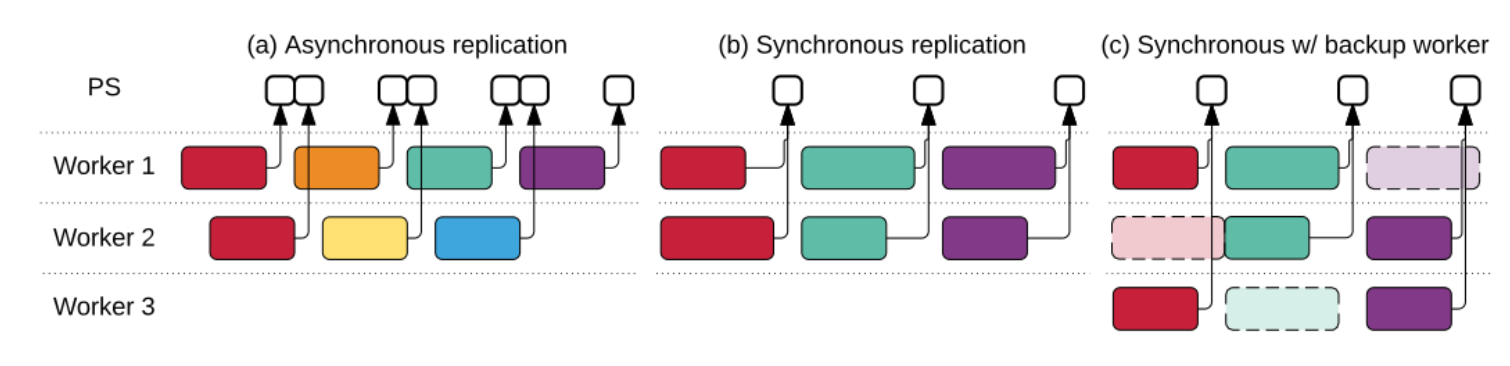 (a) Asynchronous replication
(b) Synchronous replication
(c) Synchronous w/ backup worker
PS
Worker 1
Worker 2
Worker 3